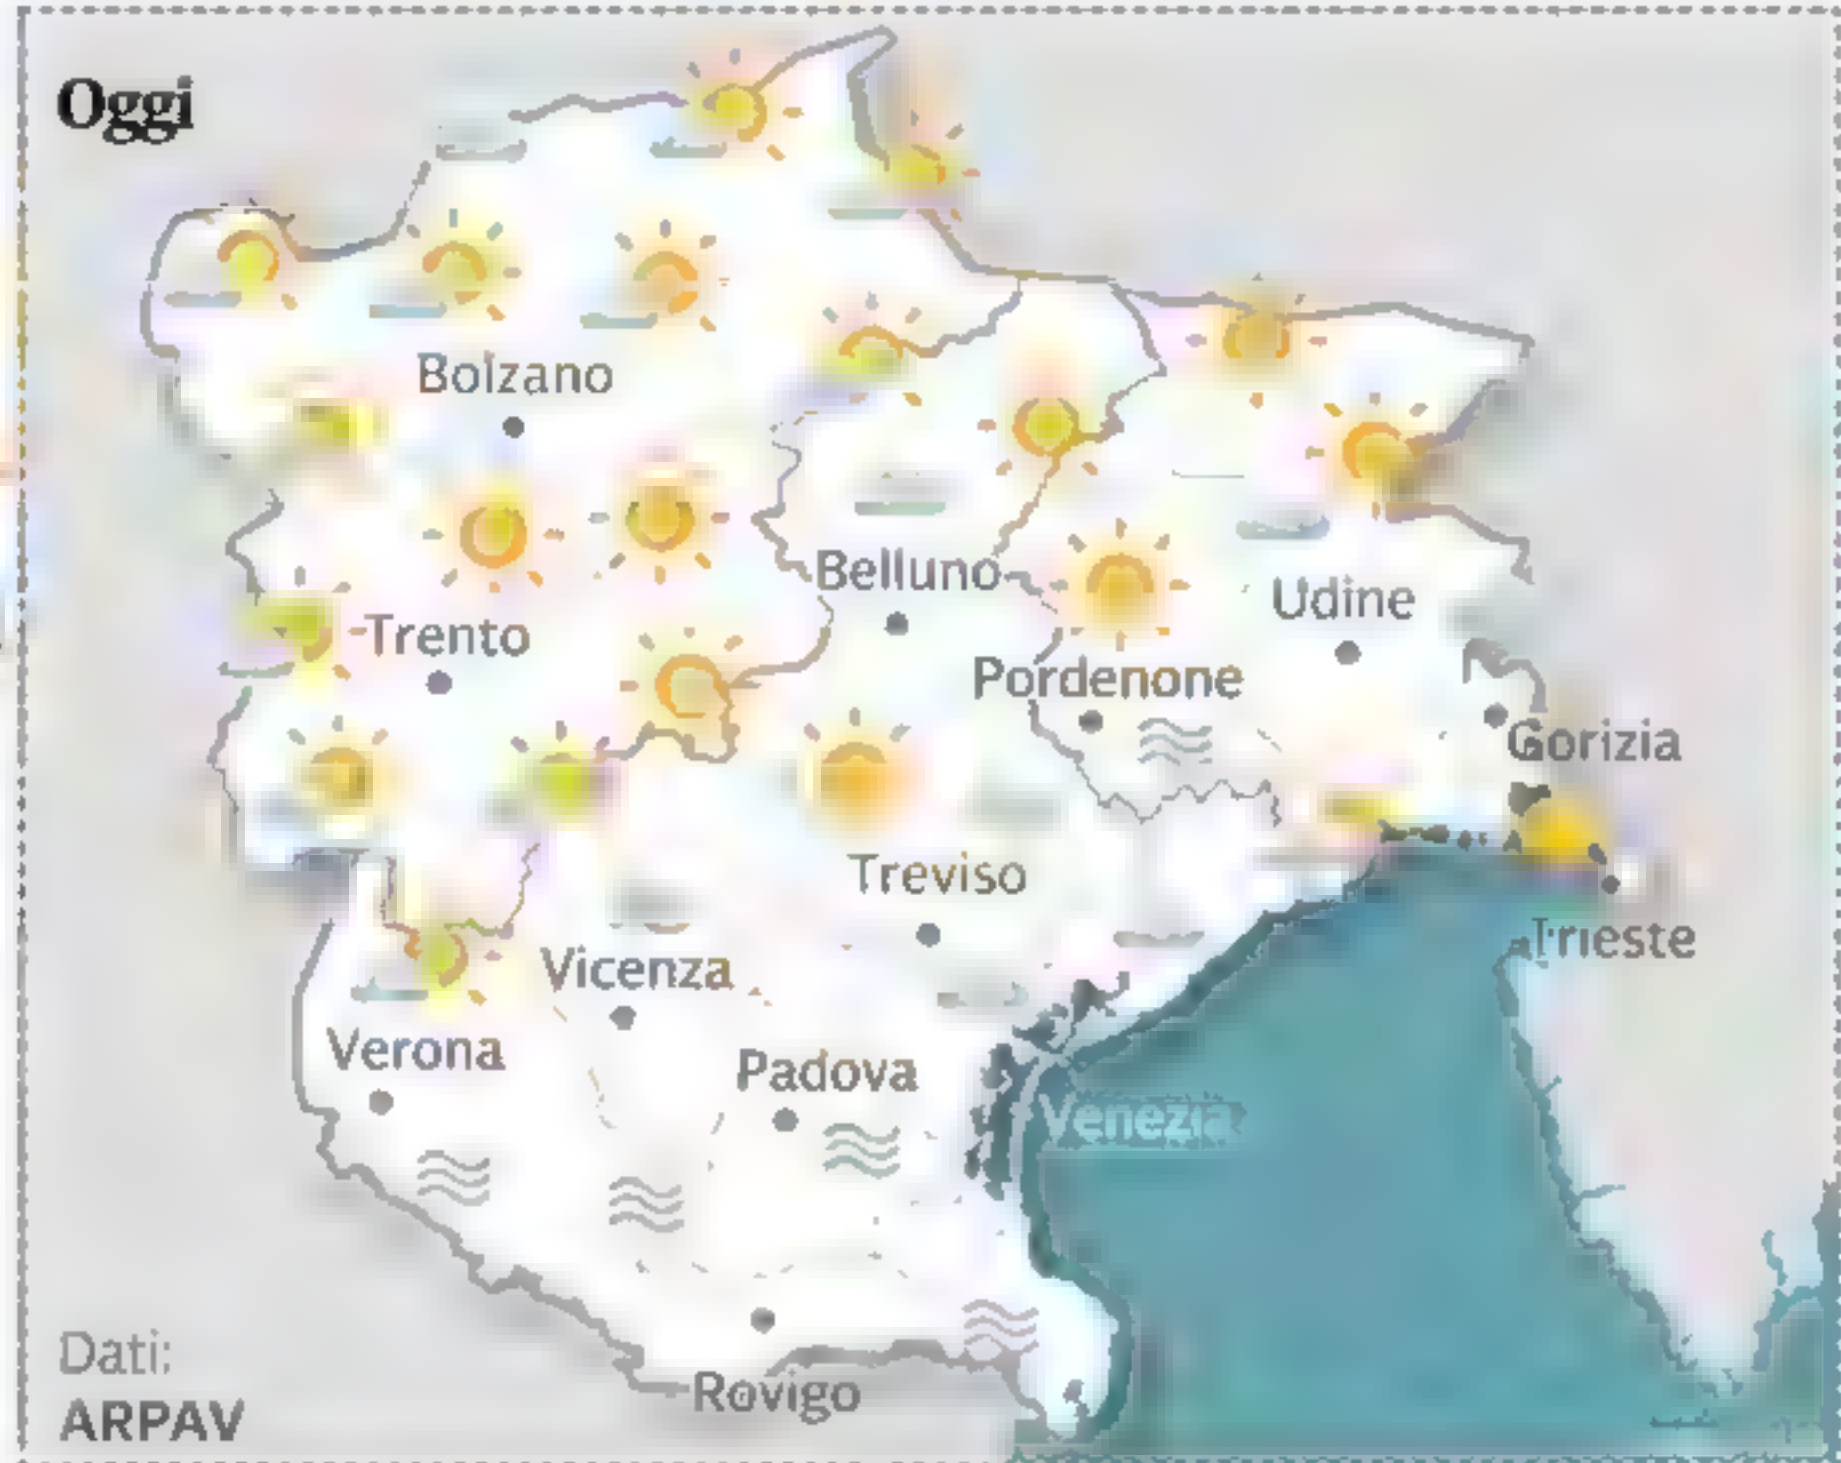 Oggi
Bolzano
Belluno
Udine
Trento
Pordenone
Gorizia
Treviso
Trieste
Vicenza
Verona
Padova
Venezia
Dati:
ARPAV
Rovigo